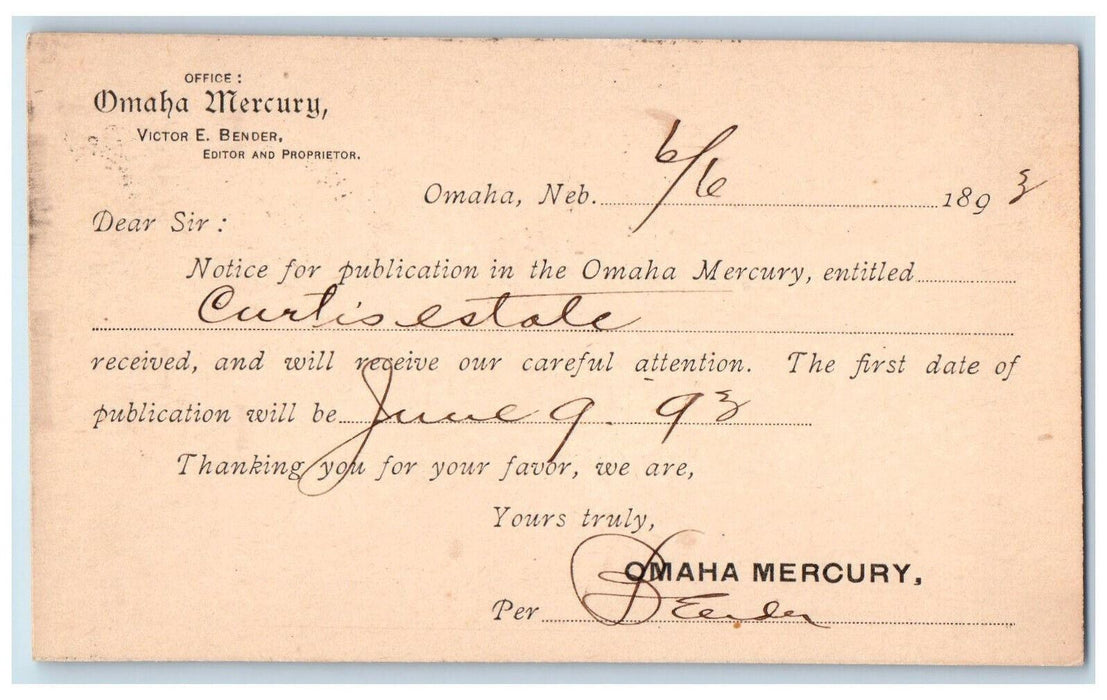 OFFICE:
Omaha Mercury,
VICTOR E. BENDER,
EDITOR AND PROPRIETOR.
Omaha, Neb. 6/6 1893
Dear Sir:
Notice for publication in the Omaha Mercury, entitled
Curtis estate
received, and will receive our careful attention. The first date of
publication will be June 9. 93
Thanking you for your favor, we are,
Yours truly,
OMAHA MERCURY,
Per Bender